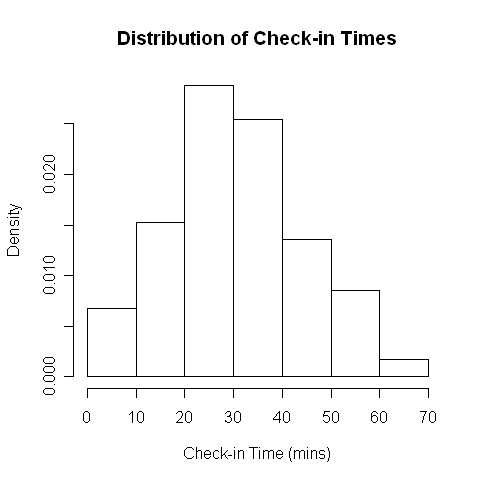 Distribution of Check-in Times
Density
0.020
0.010
0.000
0 10 20 30 40 50 60 70
Check-in Time (mins)